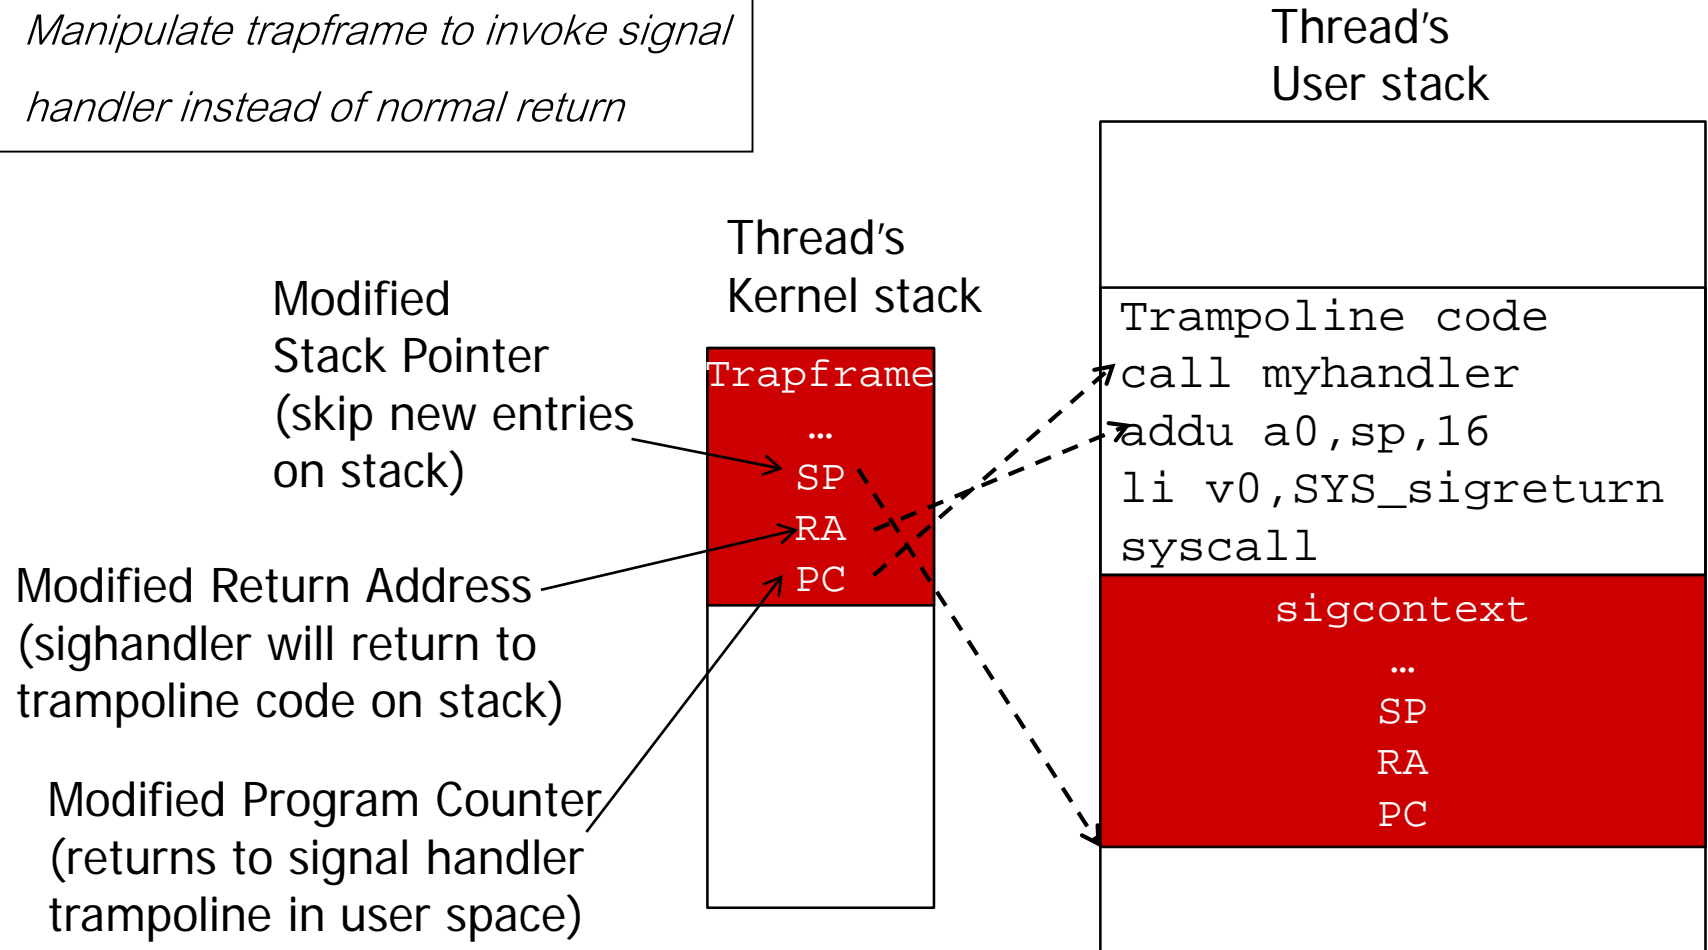 Manipulate trapframe to invoke signal
handler instead of normal return
Thread's
User stack
Thread's
Kernel stack
Modified
Stack Pointer
(skip new entries
on stack)
Modified Return Address
(sighandler will return to
trampoline code on stack)
Modified Program Counter
(returns to signal handler
trampoline in user space)
Trapframe
…
SP
RA
PC
Trampoline code
call myhandler
addu a0,sp,16
li v0,SYS_sigreturn
syscall
sigcontext
…
SP
RA
PC